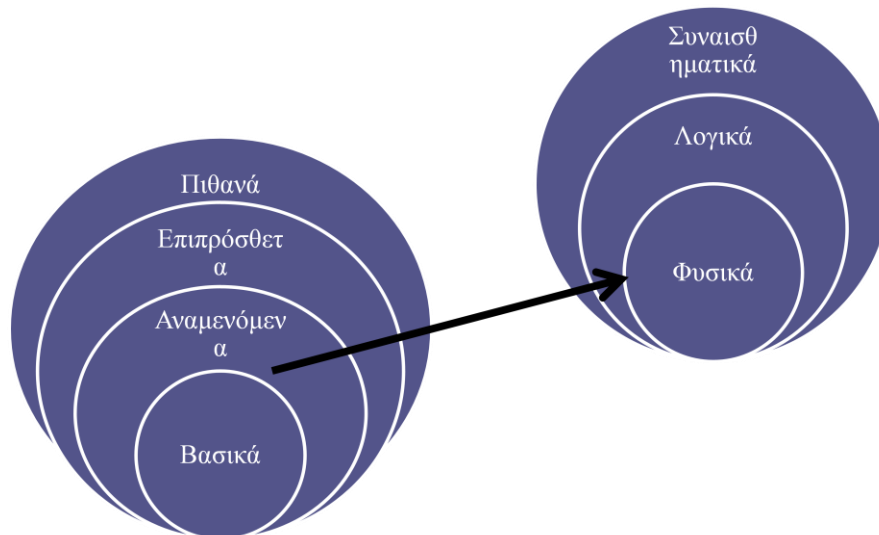 Πιθανά
Επιπρόσθετ
α
Αναμενόμεν
α
Βασικά
Συναισθ
ηματικά
Λογικά
Φυσικά